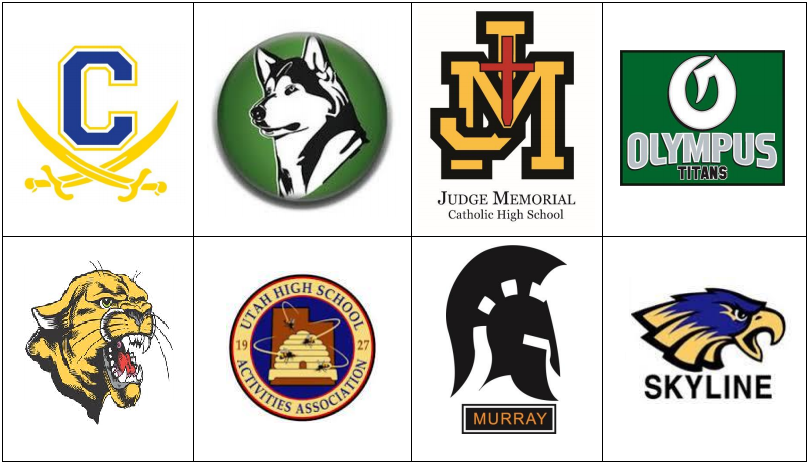 C
JM
JUDGE MEMORIAL
Catholic High School
O
OLYMPUS
TITANS
UTAH HIGH SCHOOL
19 27
ACTIVITIES ASSOCIATION
MURRAY
SKYLINE